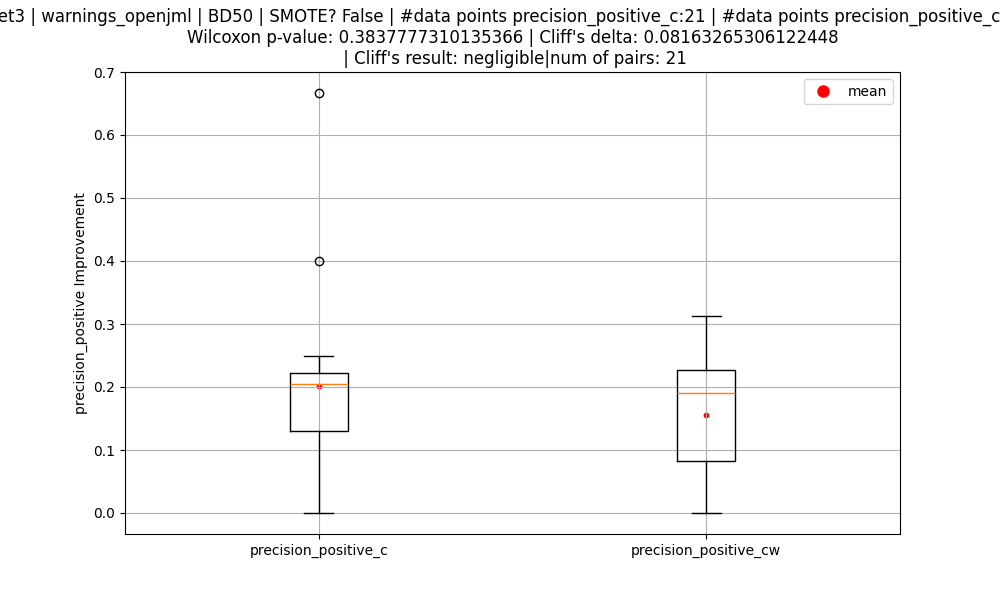 | warnings_openjml | BD50 | SMOTE? False | #data points precision_positive_c:21 | #data points
Wilcoxon p-value: 0.3837777310135366 | Cliff's delta: 0.08163265306122448
| Cliff's result: negligible|num of pairs: 21
mean
0.7
0.6
0.5
0.4
0.3
0.2
0.1
0.0
precision_positive Improvement
precision_positive_c
precision_positive_cw